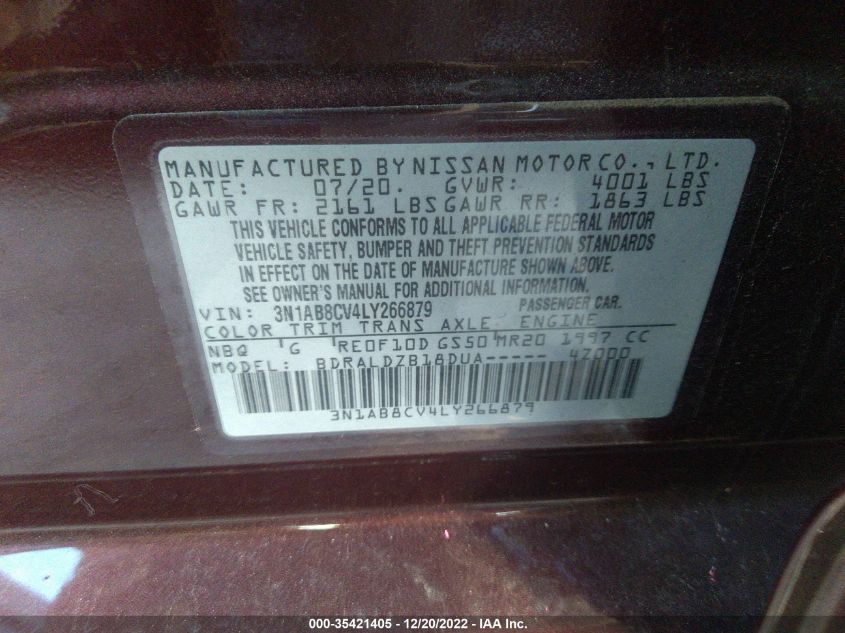 MANUFACTURED BY NISSAN MOTOR CO., LTD.
DATE: 07/20. GVWR: 4001 LBS
GAWR FR: 2161 LBS GAWR RR: 1863 LBS
THIS VEHICLE CONFORMS TO ALL APPLICABLE FEDERAL MOTOR
VEHICLE SAFETY, BUMPER AND THEFT PREVENTION STANDARDS
IN EFFECT ON THE DATE OF MANUFACTURE SHOWN ABOVE.
SEE OWNER'S MANUAL FOR ADDITIONAL INFORMATION.
VIN: 3N1AB8CV4LY266879 PASSENGER CAR.
COLOR TRIM TRANS AXLE ENGINE
NBQ G RE0F10D GS50 MR20 1997 CC
MODEL: BDRALDZB18DUA----- 47000
3N1AB8CV4LY266879
000-35421405 - 12/20/2022 - IAA Inc.